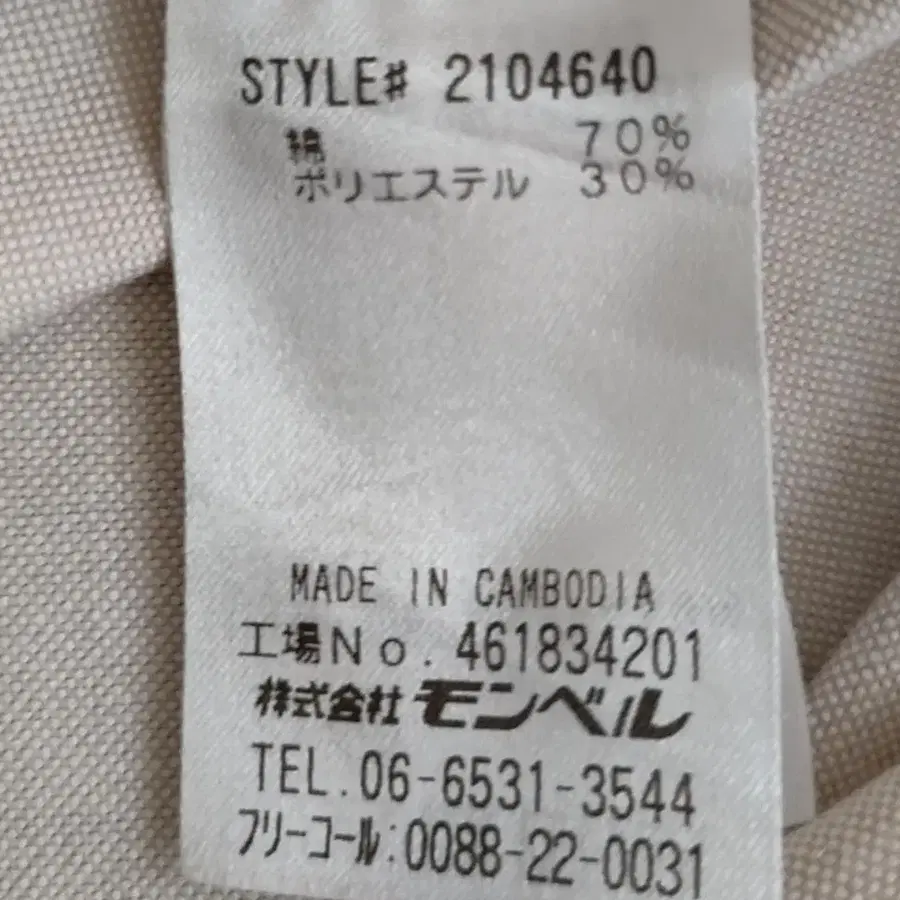 STYLE# 2104640
綿 70%
ポリエステル 30%
MADE IN CAMBODIA
工場No. 461834201
株式会社 モンベル
TEL.06-6531-3544
フリーコール:0088-22-0031